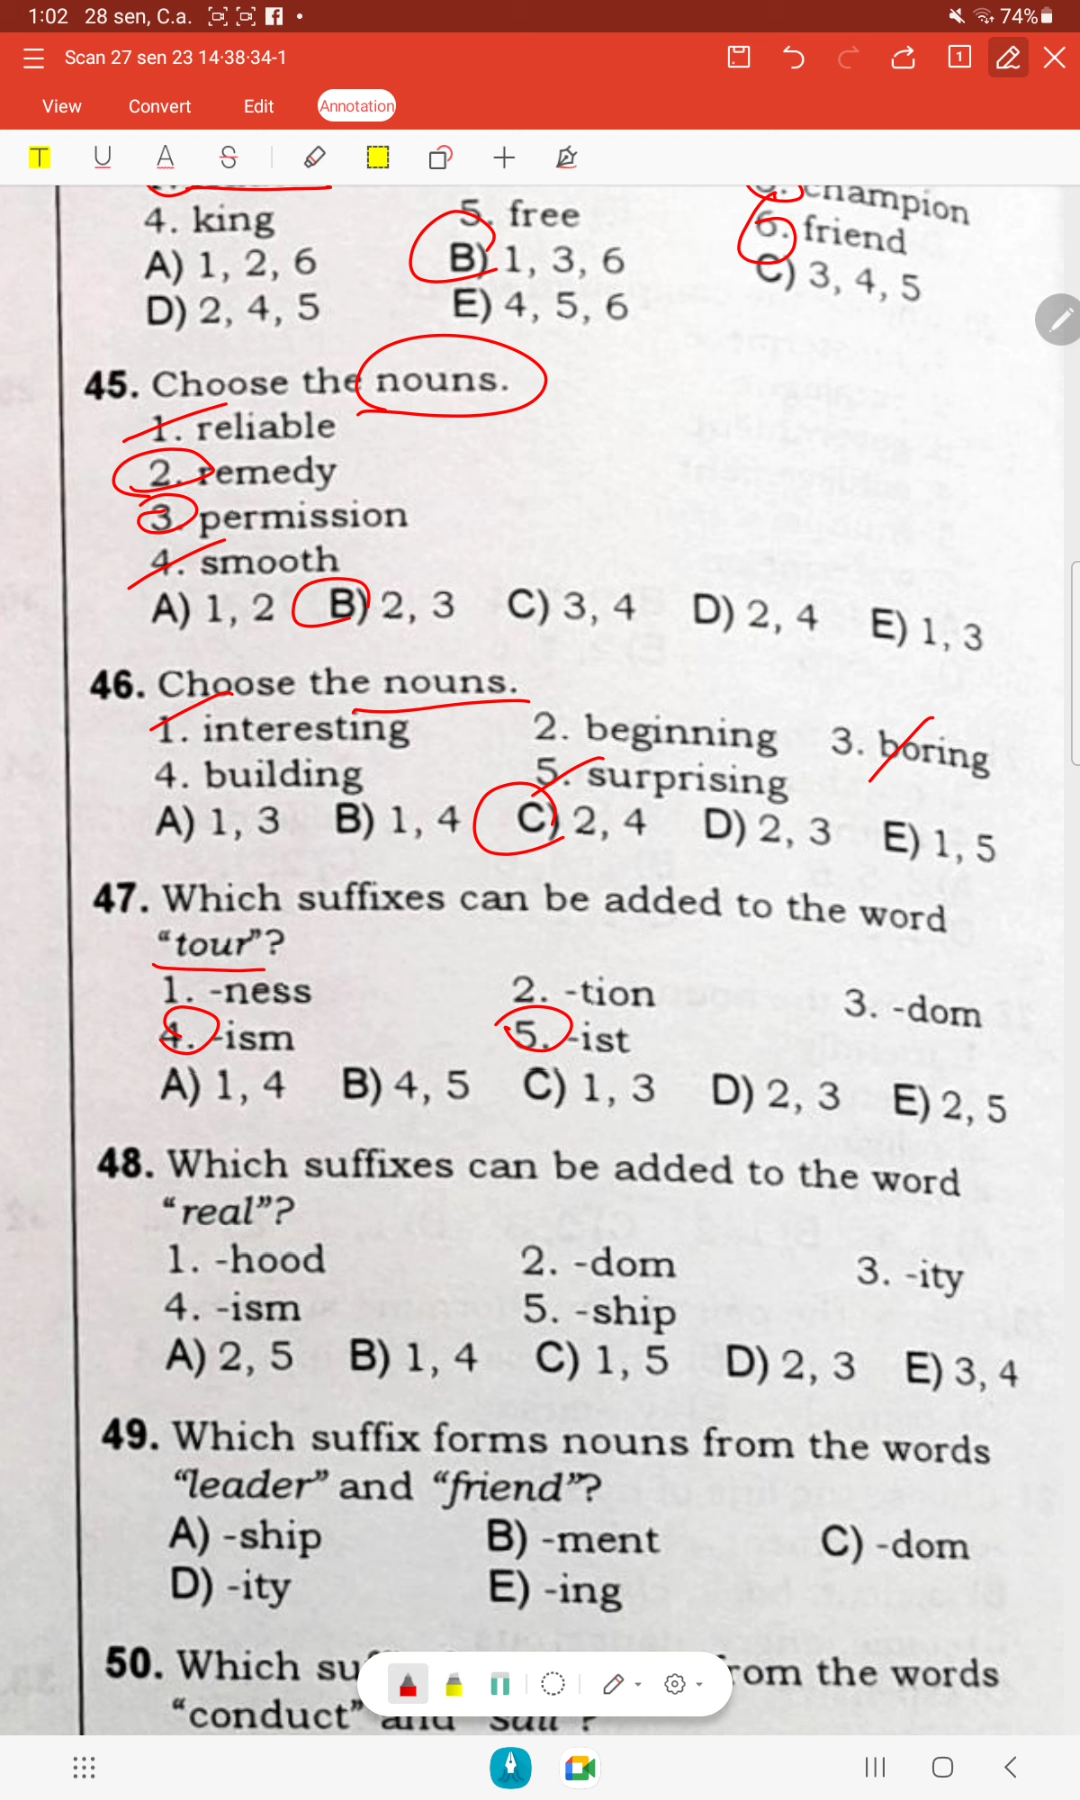 1:02 28 sen, C.a.
74%
Scan 27 sen 23 14·38·34-1
1
View Convert Edit Annotation
T U A S
champion
4. king 5. free 6. friend
A) 1, 2, 6 B) 1, 3, 6 C) 3, 4, 5
D) 2, 4, 5 E) 4, 5, 6
45. Choose the nouns.
1. reliable
2. remedy
3. permission
4. smooth
A) 1, 2 B) 2, 3 C) 3, 4 D) 2, 4 E) 1, 3
46. Choose the nouns.
1. interesting 2. beginning 3. boring
4. building 5. surprising
A) 1, 3 B) 1, 4 C) 2, 4 D) 2, 3 E) 1, 5
47. Which suffixes can be added to the word
"tour"?
1. -ness 2. -tion 3. -dom
4. -ism 5. -ist
A) 1, 4 B) 4, 5 C) 1, 3 D) 2, 3 E) 2, 5
48. Which suffixes can be added to the word
"real"?
1. -hood 2. -dom 3. -ity
4. -ism 5. -ship
A) 2, 5 B) 1, 4 C) 1, 5 D) 2, 3 E) 3, 4
49. Which suffix forms nouns from the words
"leader" and "friend"?
A) -ship B) -ment C) -dom
D) -ity E) -ing
50. Which from the words
"conduct" and